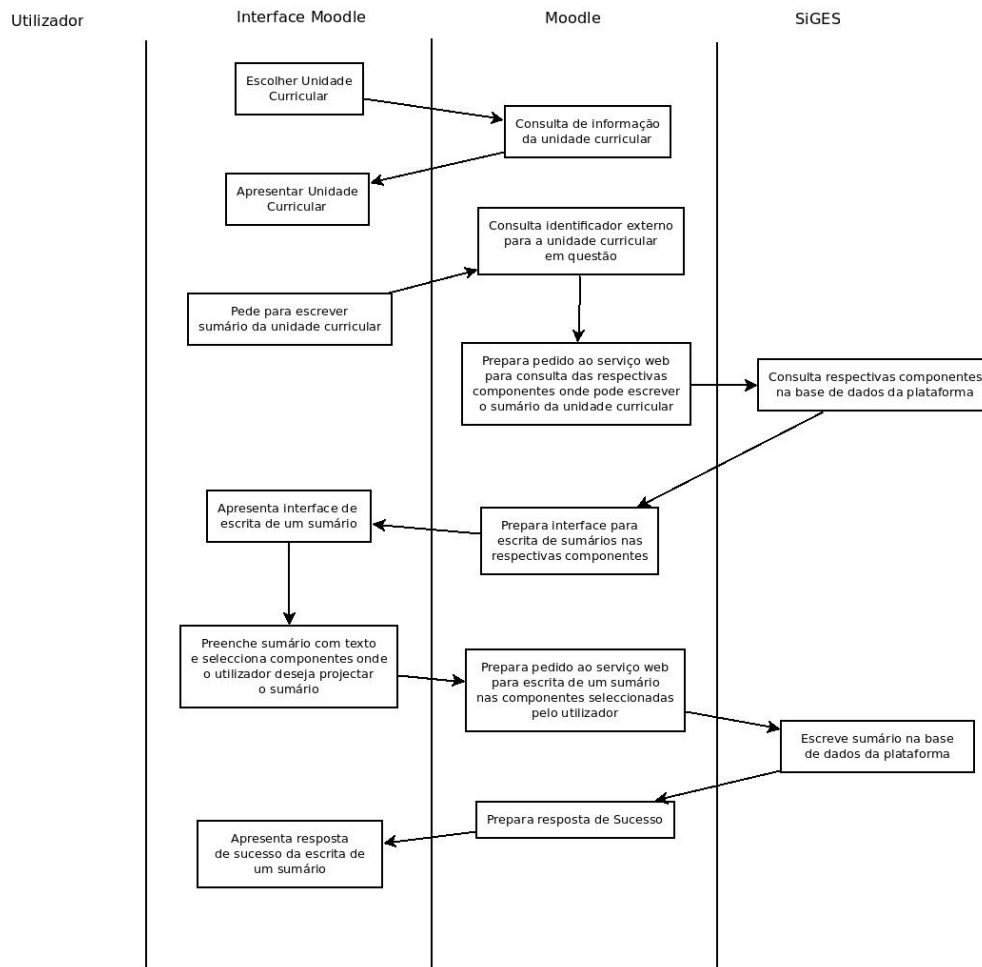 Utilizador
Interface Moodle
Moodle
SiGES
Escolher Unidade
Curricular
Consulta de informação
da unidade curricular
Apresentar Unidade
Curricular
Consulta identificador externo
para a unidade curricular
em questão
Pede para escrever
sumário da unidade curricular
Prepara pedido ao serviço web
para consulta das respectivas
componentes onde pode escrever
o sumário da unidade curricular
Consulta respectivas componentes
na base de dados da plataforma
Apresenta interface de
escrita de um sumário
Prepara interface para
escrita de sumários nas
respectivas componentes
Preenche sumário com texto
e selecciona componentes onde
o utilizador deseja projectar
o sumário
Prepara pedido ao serviço web
para escrita de um sumário
nas componentes seleccionadas
pelo utilizador
Escreve sumário na base
de dados da plataforma
Prepara resposta de Sucesso
Apresenta resposta
de sucesso da escrita de
um sumário